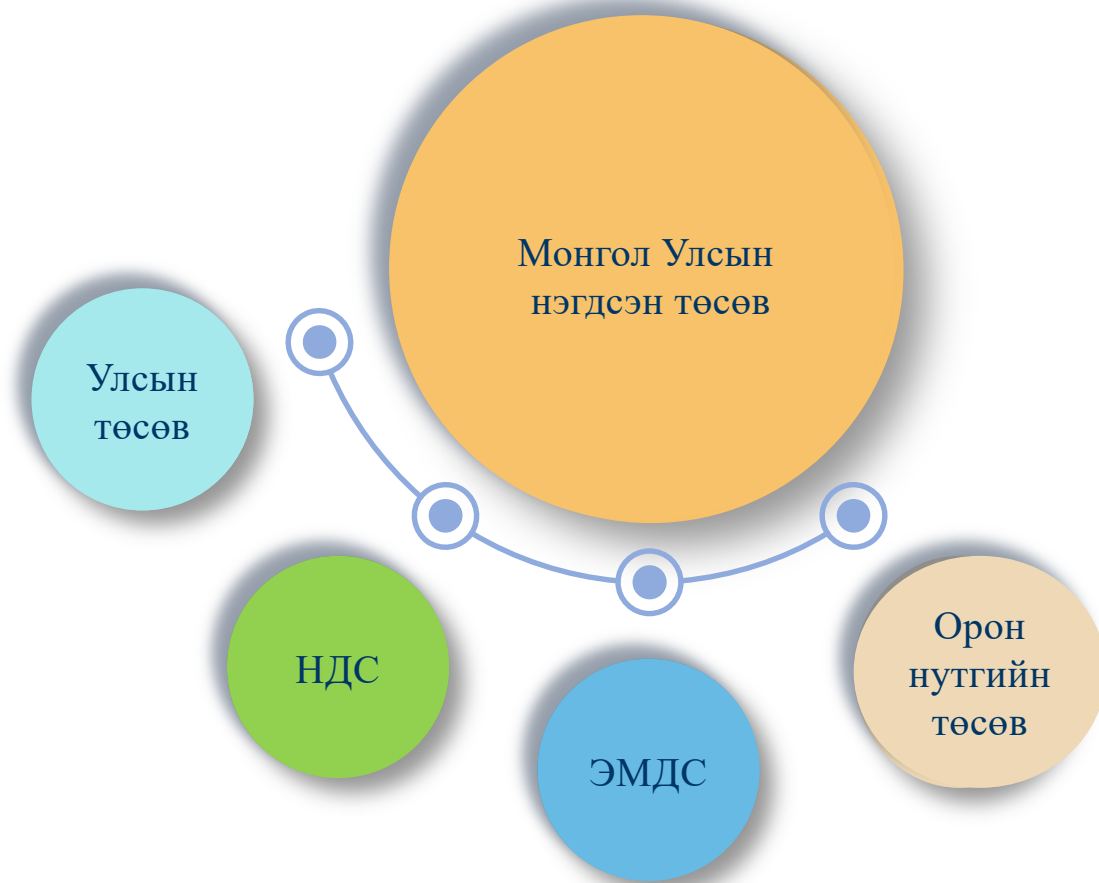 Монгол Улсын
нэгдсэн төсөв
Улсын
төсөв
НДС
ЭМДС
Орон
нутгийн
төсөв